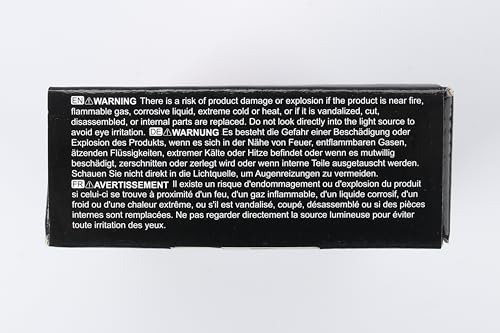 EN ⚠WARNING There is a risk of product damage or explosion if the product is near fire,
flammable gas, corrosive liquid, extreme cold or heat, or if it is vandalized, cut,
disassembled, or internal parts are replaced. Do not look directly into the light source to
avoid eye irritation. DE ⚠WARNUNG Es besteht die Gefahr einer Beschädigung oder
Explosion des Produkts, wenn es sich in der Nähe von Feuer, entflammbaren Gasen,
ätzenden Flüssigkeiten, extremer Kälte oder Hitze befindet oder wenn es mutwillig
beschädigt, zerschnitten oder zerlegt wird oder wenn interne Teile ausgetauscht werden.
Schauen Sie nicht direkt in die Lichtquelle, um Augenreizungen zu vermeiden.
FR ⚠AVERTISSEMENT Il existe un risque d'endommagement ou d'explosion du produit
si celui-ci se trouve à proximité d'un feu, d'un gaz inflammable, d'un liquide corrosif, d'un
froid ou d'une chaleur extrême, ou s'il est vandalisé, coupé, désassemblé ou si des pièces
internes sont remplacées. Ne pas regarder directement la source lumineuse pour éviter
toute irritation des yeux.